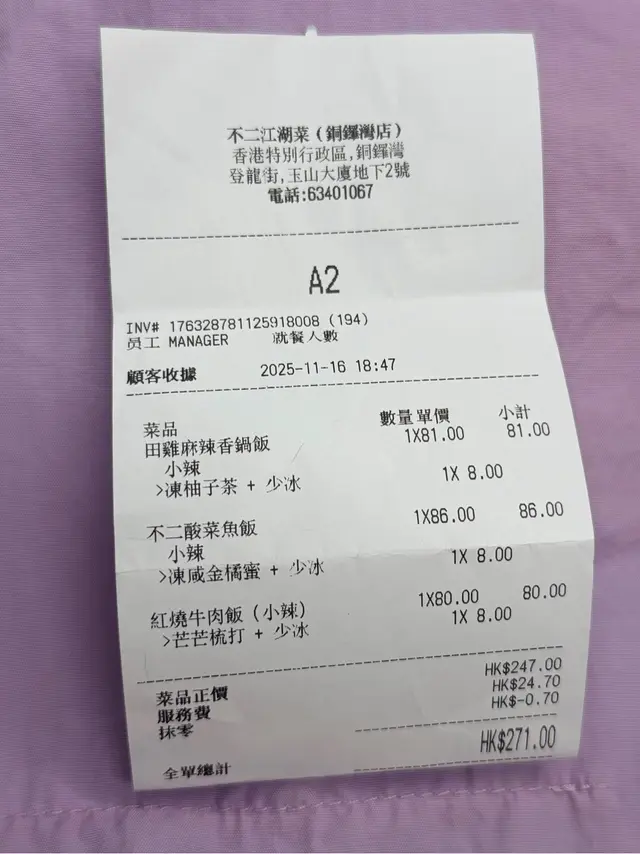 不二江湖菜(銅鑼灣店)
香港特別行政區,銅鑼灣
登龍街,玉山大廈地下2號
電話:63401067
A2
INV# 176328781125918008 (194)
员工 MANAGER 就餐人數
顧客收據 2025-11-16 18:47
菜品 數量單價 小計
田雞麻辣香鍋飯 1X81.00 81.00
小辣
>凍柚子茶 + 少冰 1X 8.00
不二酸菜魚飯 1X86.00 86.00
小辣
>凍咸金橘蜜 + 少冰 1X 8.00
紅燒牛肉飯 (小辣) 1X80.00 80.00
>芒芒梳打 + 少冰 1X 8.00
菜品正價 HK$247.00
服務費 HK$24.70
抹零 HK$-0.70
全單總計 HK$271.00